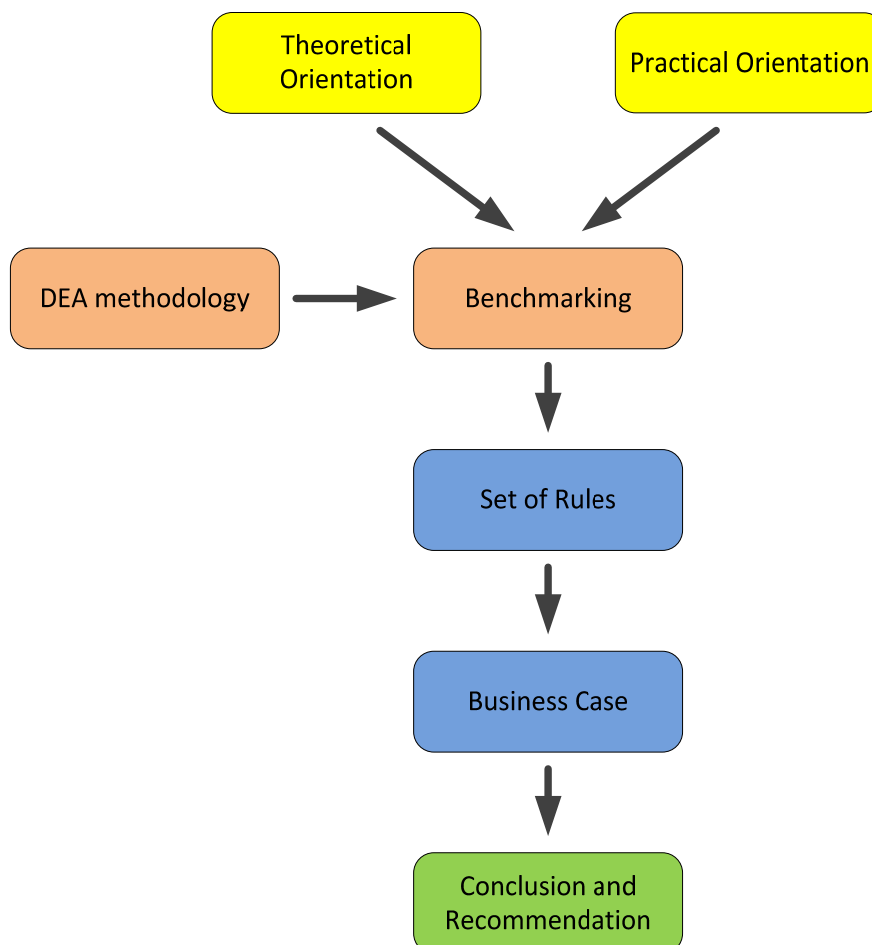 Theoretical
Orientation
Practical Orientation
DEA methodology
Benchmarking
Set of Rules
Business Case
Conclusion and
Recommendation